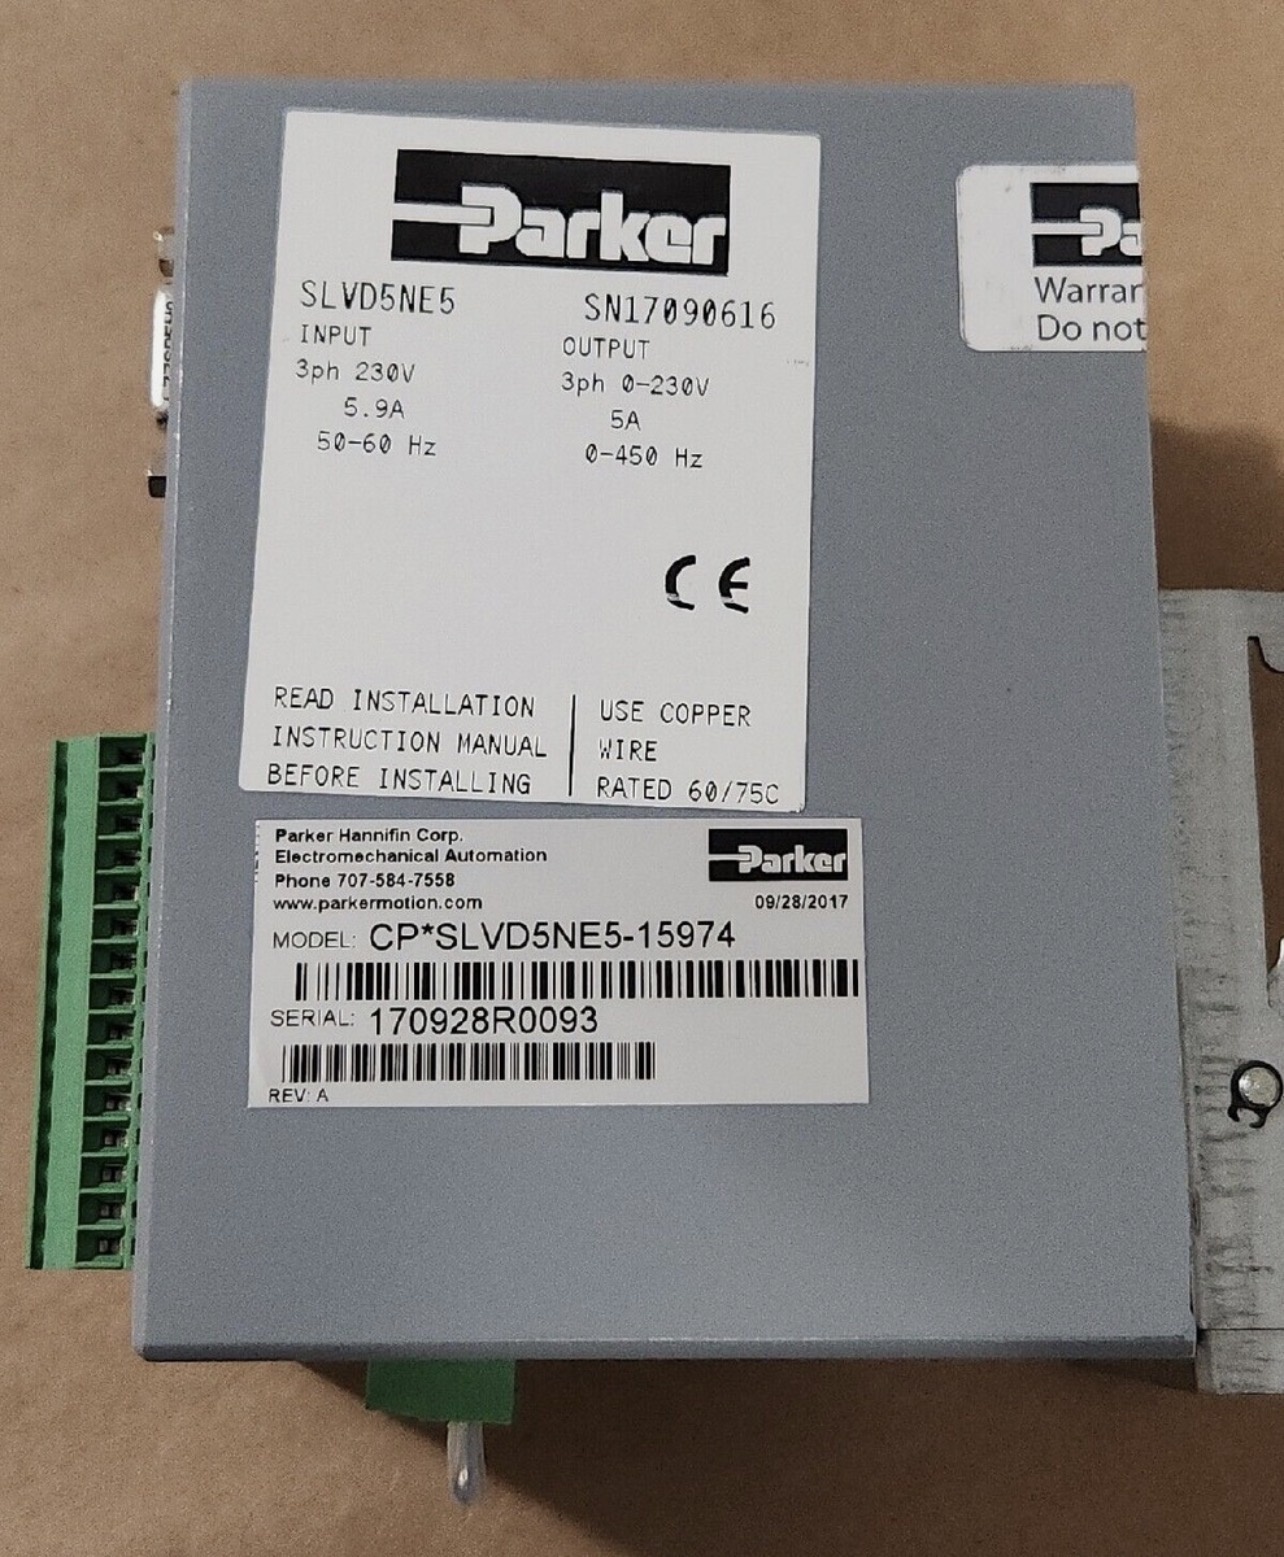 Parker
SLVD5NE5 SN17090616
INPUT OUTPUT
3ph 230V 3ph 0-230V
5.9A 5A
50-60 Hz 0-450 Hz
CE
READ INSTALLATION
INSTRUCTION MANUAL
BEFORE INSTALLING
USE COPPER
WIRE
RATED 60/75C
Parker Hannifin Corp.
Electromechanical Automation
Phone 707-584-7558
www.parkermotion.com
Parker
09/28/2017
MODEL: CP*SLVD5NE5-15974
SERIAL: 170928R0093
REV: A
Pa
Warrar
Do not